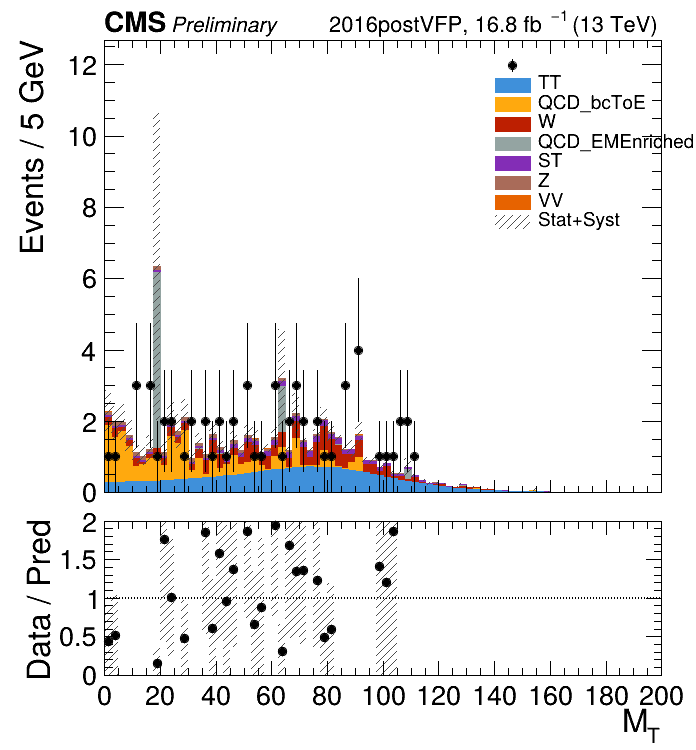 CMS Preliminary 2016postVFP, 16.8 fb⁻¹ (13 TeV)
Events / 5 GeV
12
10
8
6
4
2
0
TT
QCD_bcToE
W
QCD_EMEnriched
ST
Z
VV
Stat+Syst
Data / Pred
2
1.5
1
0.5
0
0 20 40 60 80 100 120 140 160 180 200
M_T